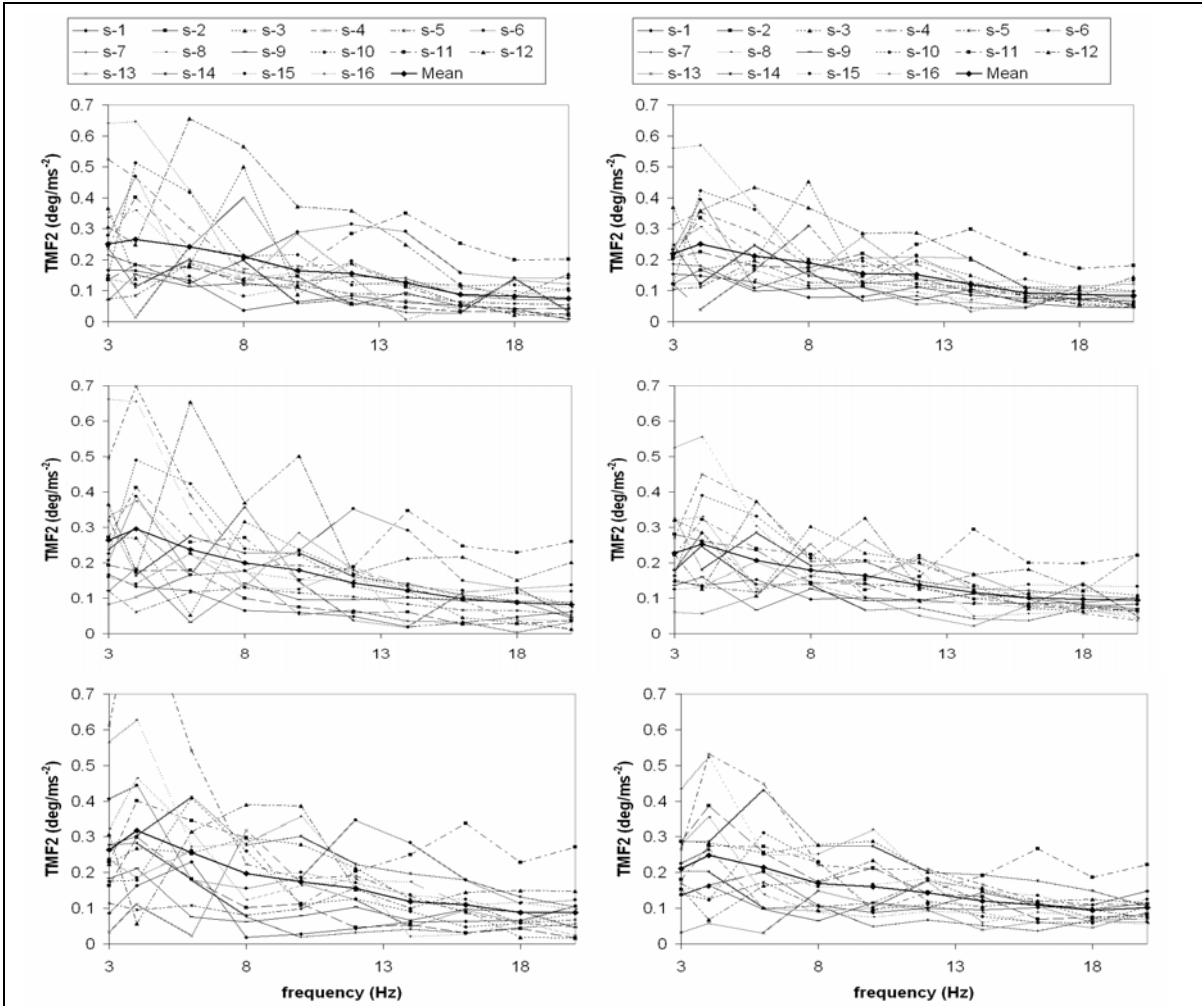 s-1 s-2 s-3 s-4 s-5 s-6
s-7 s-8 s-9 s-10 s-11 s-12
s-13 s-14 s-15 s-16 Mean
s-1 s-2 s-3 s-4 s-5 s-6
s-7 s-8 s-9 s-10 s-11 s-12
s-13 s-14 s-15 s-16 Mean
TMF2 (deg/ms⁻²)
0.7
0.6
0.5
0.4
0.3
0.2
0.1
0
3 8 13 18
TMF2 (deg/ms⁻²)
0.7
0.6
0.5
0.4
0.3
0.2
0.1
0
3 8 13 18
TMF2 (deg/ms⁻²)
0.7
0.6
0.5
0.4
0.3
0.2
0.1
0
3 8 13 18
TMF2 (deg/ms⁻²)
0.7
0.6
0.5
0.4
0.3
0.2
0.1
0
3 8 13 18
TMF2 (deg/ms⁻²)
0.7
0.6
0.5
0.4
0.3
0.2
0.1
0
3 8 13 18
frequency (Hz)
TMF2 (deg/ms⁻²)
0.7
0.6
0.5
0.4
0.3
0.2
0.1
0
3 8 13 18
frequency (Hz)